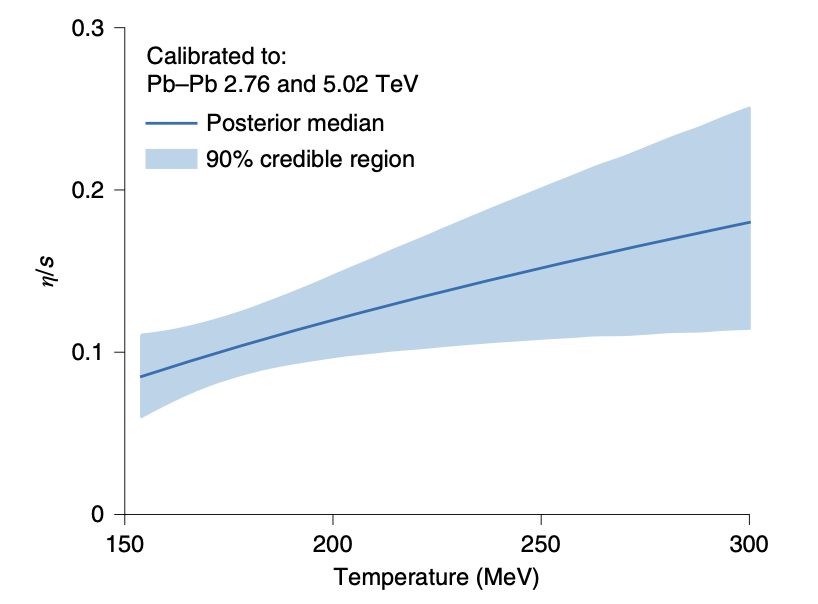 0.3
Calibrated to:
Pb–Pb 2.76 and 5.02 TeV
Posterior median
90% credible region
0.2
η/s
0.1
0
150
200
250
300
Temperature (MeV)